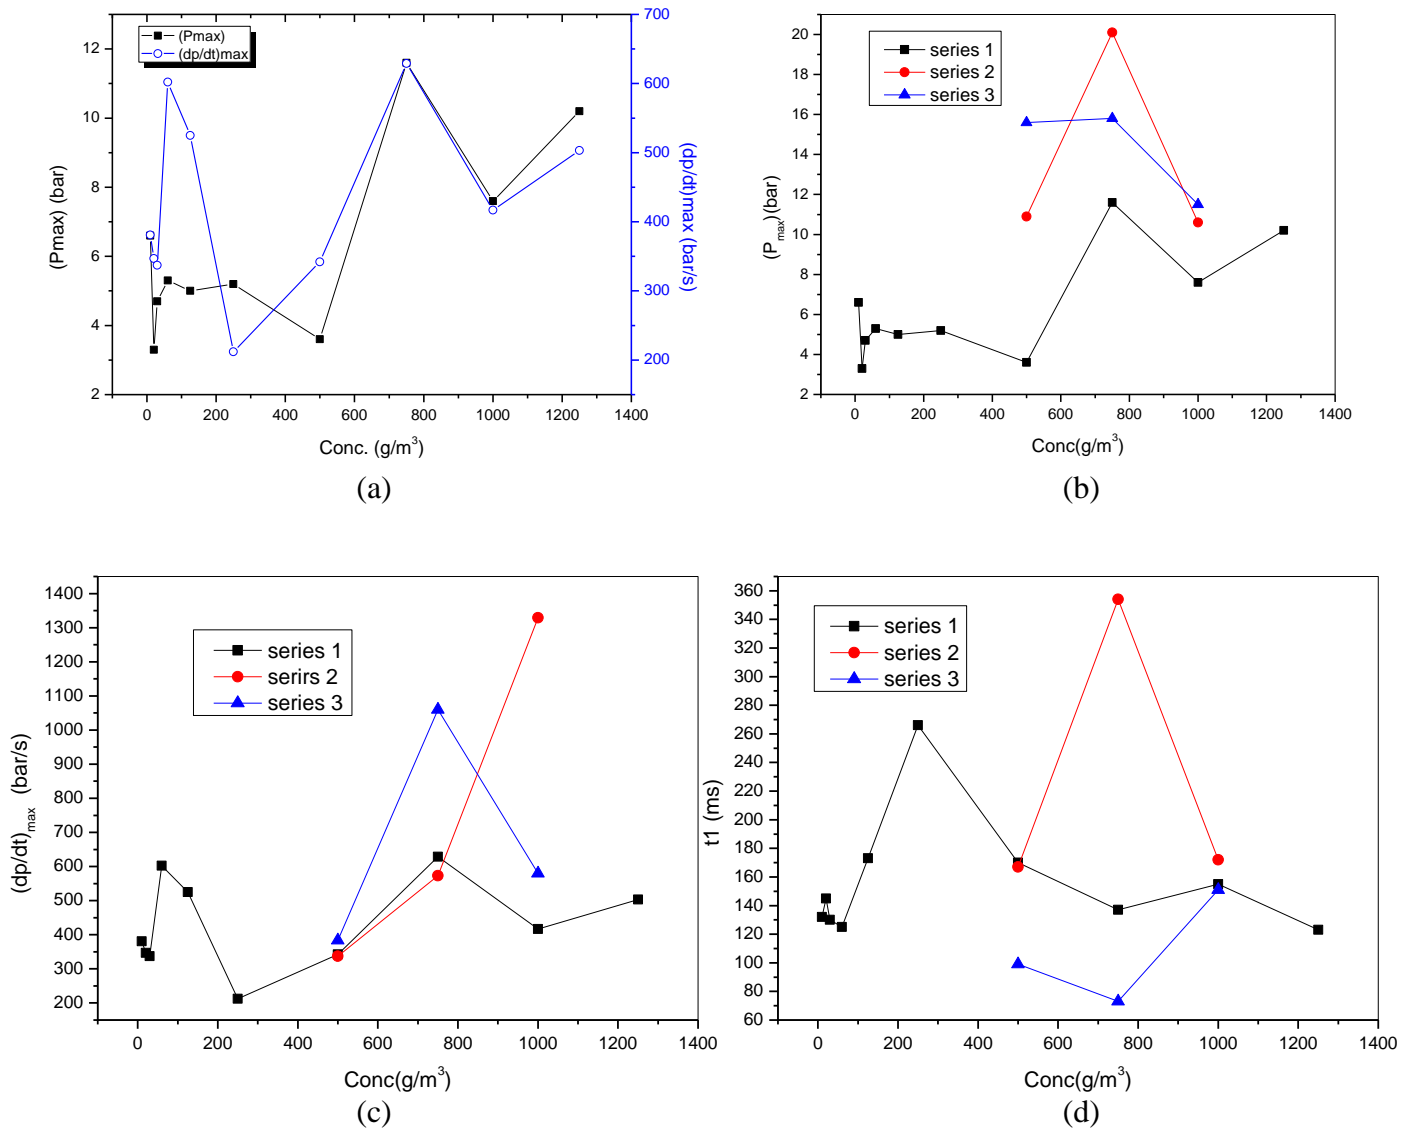 (Pmax)
(dp/dt)max
12
10
8
6
4
2
(Pmax) (bar)
700
600
500
400
300
200
(dp/dt)max (bar/s)
0 200 400 600 800 1000 1200 1400
Conc. (g/m³)
(a)
series 1
series 2
series 3
20
18
16
14
12
10
8
6
4
2
(Pmax)(bar)
0 200 400 600 800 1000 1200 1400
Conc(g/m³)
(b)
series 1
serirs 2
series 3
1400
1300
1200
1100
1000
900
800
700
600
500
400
300
200
(dp/dt)max (bar/s)
0 200 400 600 800 1000 1200 1400
Conc(g/m³)
(c)
series 1
series 2
series 3
360
340
320
300
280
260
240
220
200
180
160
140
120
100
80
60
t1 (ms)
0 200 400 600 800 1000 1200 1400
Conc(g/m³)
(d)